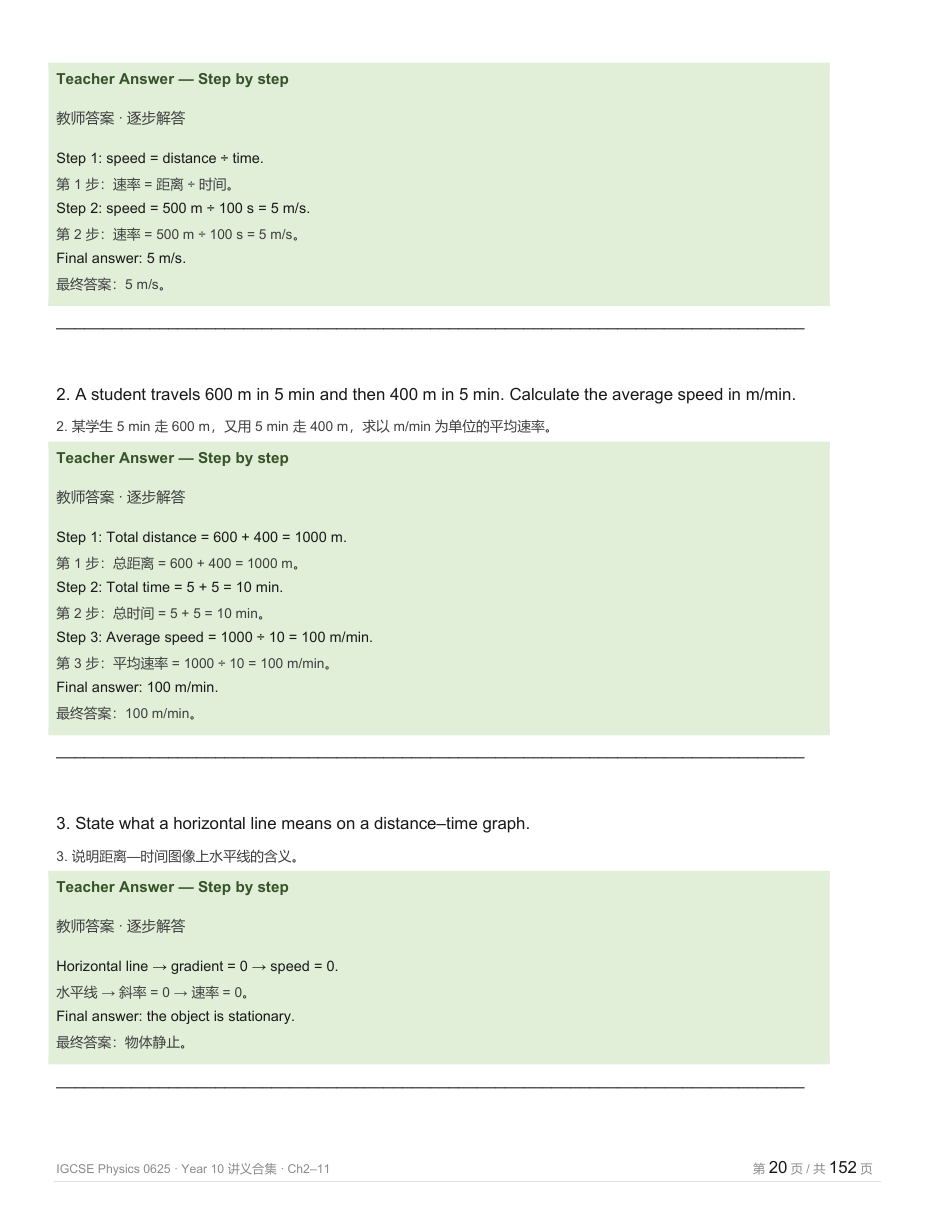 Teacher Answer — Step by step
教师答案 · 逐步解答
Step 1: speed = distance ÷ time.
第 1 步：速率 = 距离 ÷ 时间。
Step 2: speed = 500 m ÷ 100 s = 5 m/s.
第 2 步：速率 = 500 m ÷ 100 s = 5 m/s。
Final answer: 5 m/s.
最终答案：5 m/s。
2. A student travels 600 m in 5 min and then 400 m in 5 min. Calculate the average speed in m/min.
2. 某学生 5 min 走 600 m，又用 5 min 走 400 m，求以 m/min 为单位的平均速率。
Teacher Answer — Step by step
教师答案 · 逐步解答
Step 1: Total distance = 600 + 400 = 1000 m.
第 1 步：总距离 = 600 + 400 = 1000 m。
Step 2: Total time = 5 + 5 = 10 min.
第 2 步：总时间 = 5 + 5 = 10 min。
Step 3: Average speed = 1000 ÷ 10 = 100 m/min.
第 3 步：平均速率 = 1000 ÷ 10 = 100 m/min。
Final answer: 100 m/min.
最终答案：100 m/min。
3. State what a horizontal line means on a distance–time graph.
3. 说明距离—时间图像上水平线的含义。
Teacher Answer — Step by step
教师答案 · 逐步解答
Horizontal line → gradient = 0 → speed = 0.
水平线 → 斜率 = 0 → 速率 = 0。
Final answer: the object is stationary.
最终答案：物体静止。
IGCSE Physics 0625 · Year 10 讲义合集 · Ch2–11
第 20 页 / 共 152 页